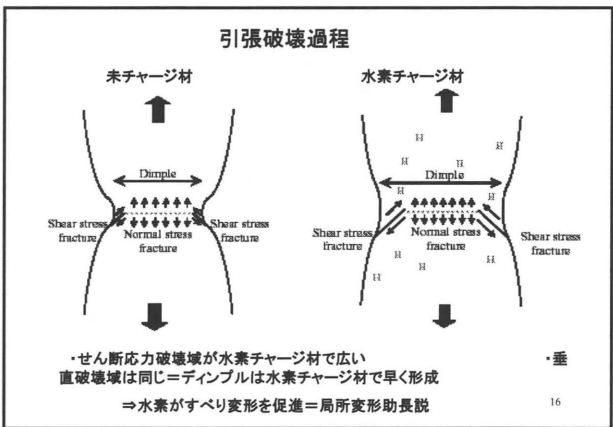 引張破壊過程
未チャージ材
水素チャージ材
H
H
H
H
H
Dimple
Dimple
H
H
Shear stress
fracture
Normal stress
fracture
Shear stress
fracture
Shear stress
fracture
Normal stress
fracture
Shear stress
fracture
H
H
H
H
・せん断応力破壊域が水素チャージ材で広い
・垂
直破壊域は同じ=ディンプルは水素チャージ材で早く形成
⇒水素がすべり変形を促進=局所変形助長説
16